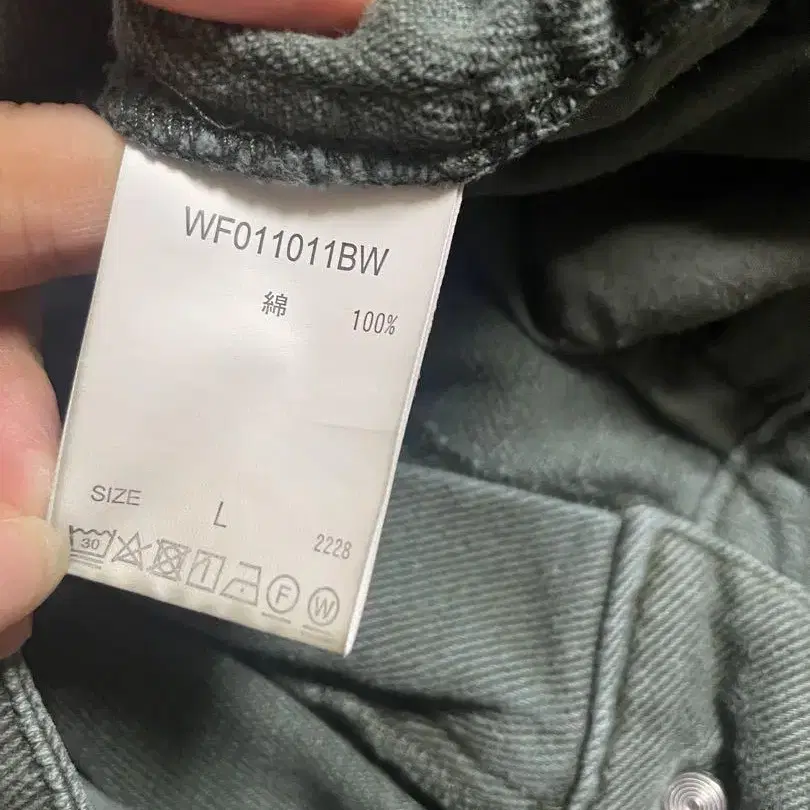 WF011011BW
綿 100%
SIZE L
2228
30 F W